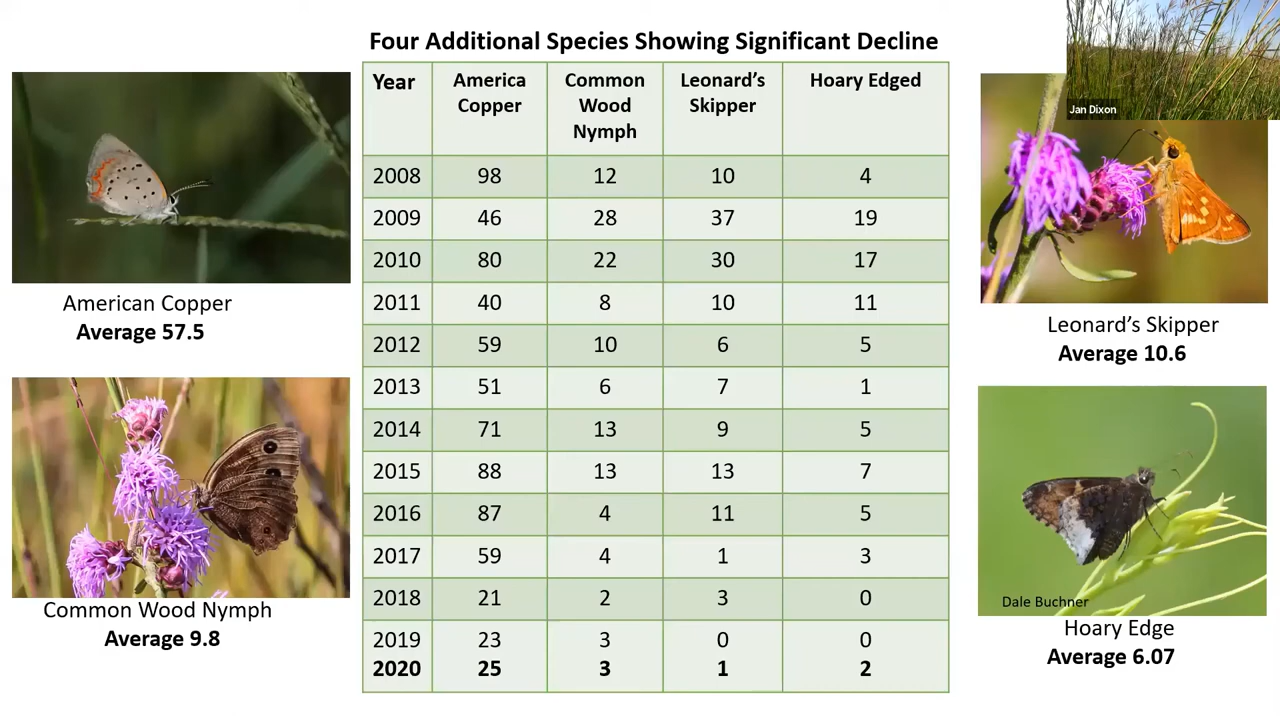 Four Additional Species Showing Significant Decline
Jan Dixon
American Copper
Average 57.5
Common Wood Nymph
Average 9.8
Year America Copper Common Wood Nymph Leonard's Skipper Hoary Edged
2008 98 12 10 4
2009 46 28 37 19
2010 80 22 30 17
2011 40 8 10 11
2012 59 10 6 5
2013 51 6 7 1
2014 71 13 9 5
2015 88 13 13 7
2016 87 4 11 5
2017 59 4 1 3
2018 21 2 3 0
2019 23 3 0 0
2020 25 3 1 2
Leonard's Skipper
Average 10.6
Dale Buchner
Hoary Edge
Average 6.07